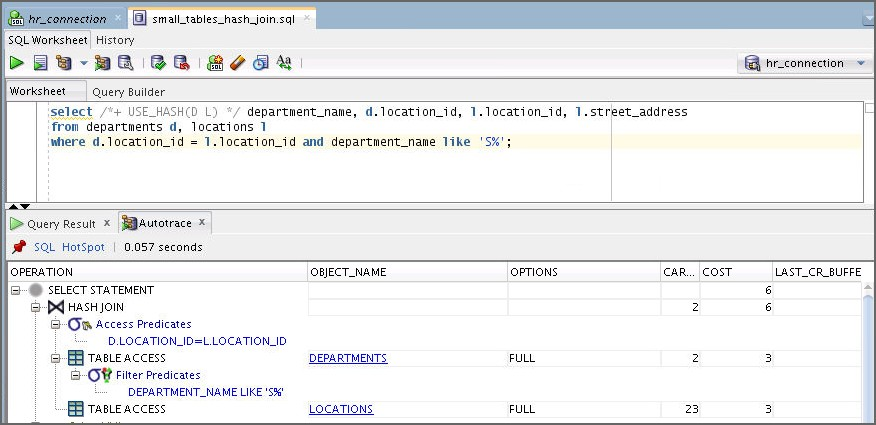 hr_connection × small_tables_hash_join.sql ×
SQL Worksheet History
SQL Aa hr_connection
Worksheet Query Builder
select /*+ USE_HASH(D L) */ department_name, d.location_id, l.location_id, l.street_address
from departments d, locations l
where d.location_id = l.location_id and department_name like 'S%';
Query Result × Autotrace ×
SQL HotSpot | 0.057 seconds
OPERATION OBJECT_NAME OPTIONS CAR... COST LAST_CR_BUFFE
SELECT STATEMENT 6
HASH JOIN 2 6
Access Predicates
D.LOCATION_ID=L.LOCATION_ID
TABLE ACCESS DEPARTMENTS FULL 2 3
Filter Predicates
DEPARTMENT_NAME LIKE 'S%'
TABLE ACCESS LOCATIONS FULL 23 3